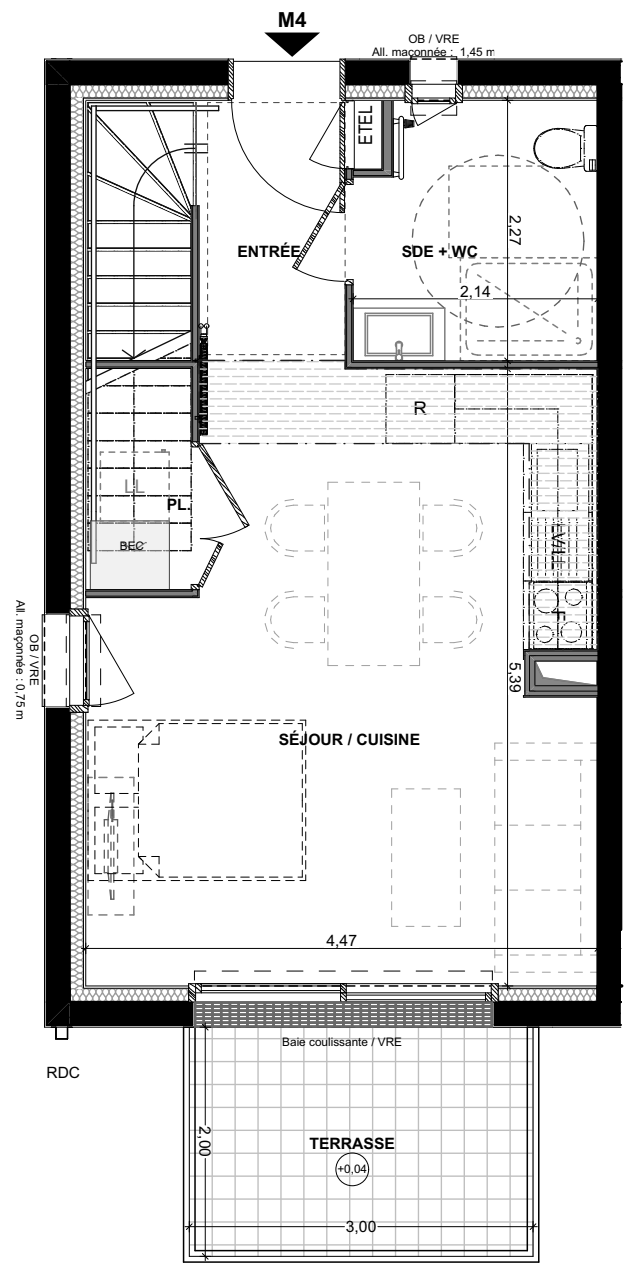 M4
OB / VRE
All. maçonnée : 1,45 m
ETEL
2,27
ENTRÉE
SDE + WC
2,14
R
LL
PL.
BEC
OB / VRE
All. maçonnée : 0,75 m
5,39
SÉJOUR / CUISINE
4,47
Baie coulissante / VRE
RDC
2,00
TERRASSE
+0,04
3,00